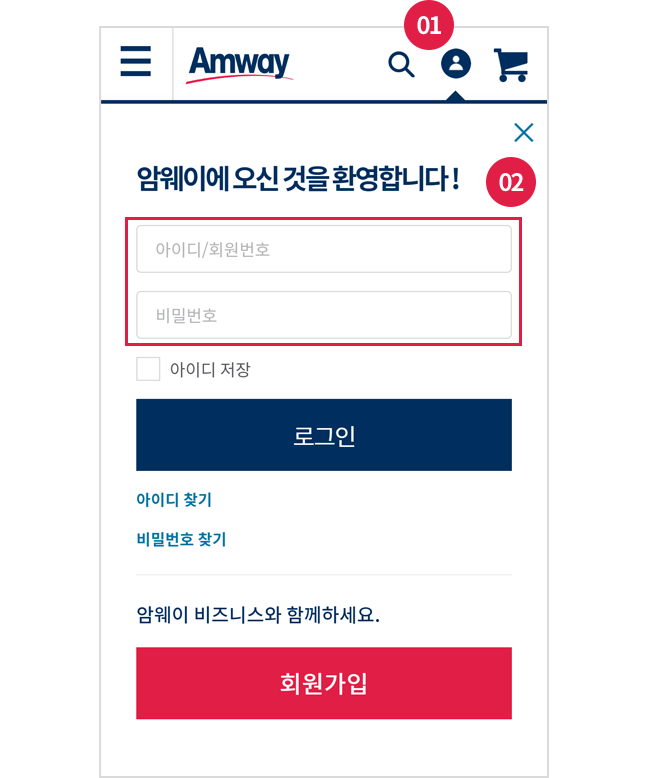 01
Amway
암웨이에 오신 것을 환영합니다!
02
아이디/회원번호
비밀번호
아이디 저장
로그인
아이디 찾기
비밀번호 찾기
암웨이 비즈니스와 함께하세요.
회원가입